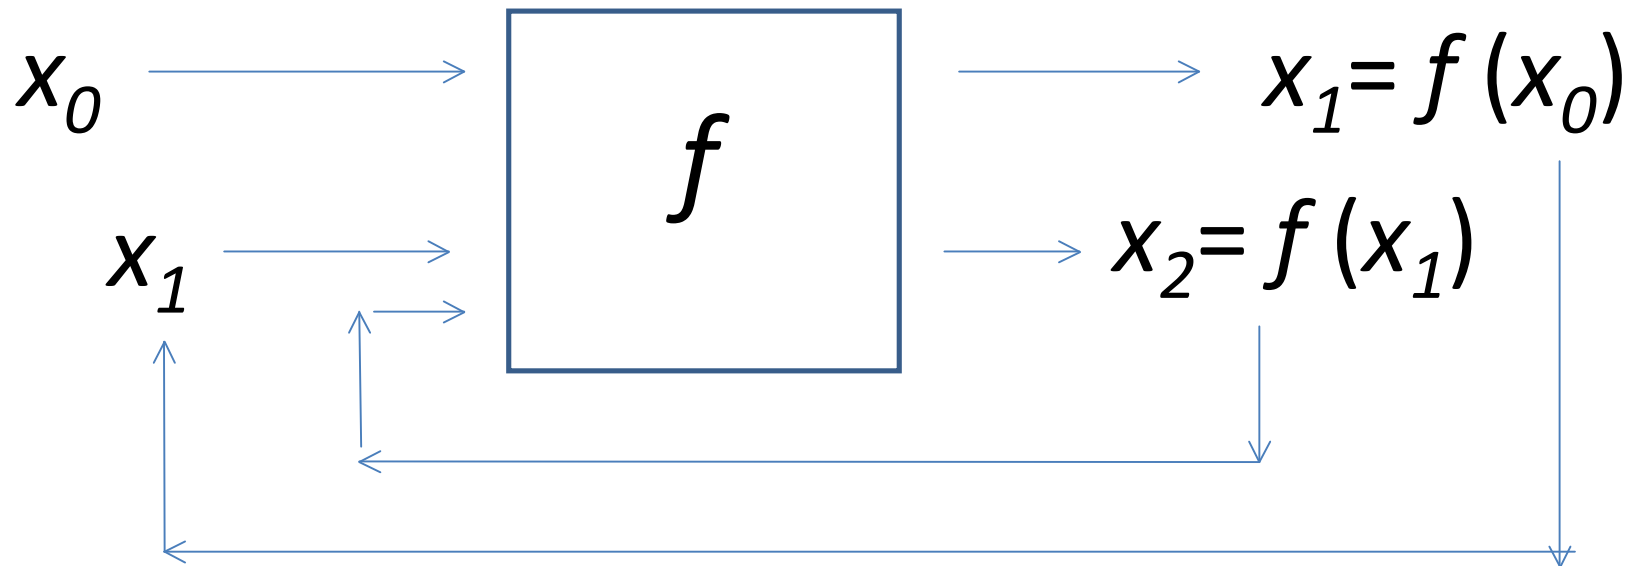 x₀
f
x₁= f (x₀)
x₁
x₂= f (x₁)